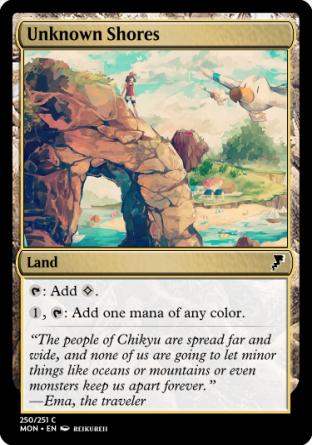 Unknown Shores
Land
: Add .
1, : Add one mana of any color.
“The people of Chikyu are spread far and
wide, and none of us are going to let minor
things like oceans or mountains or even
monsters keep us apart forever.”
—Ema, the traveler
250/251 C
MON • EN REIKUREII